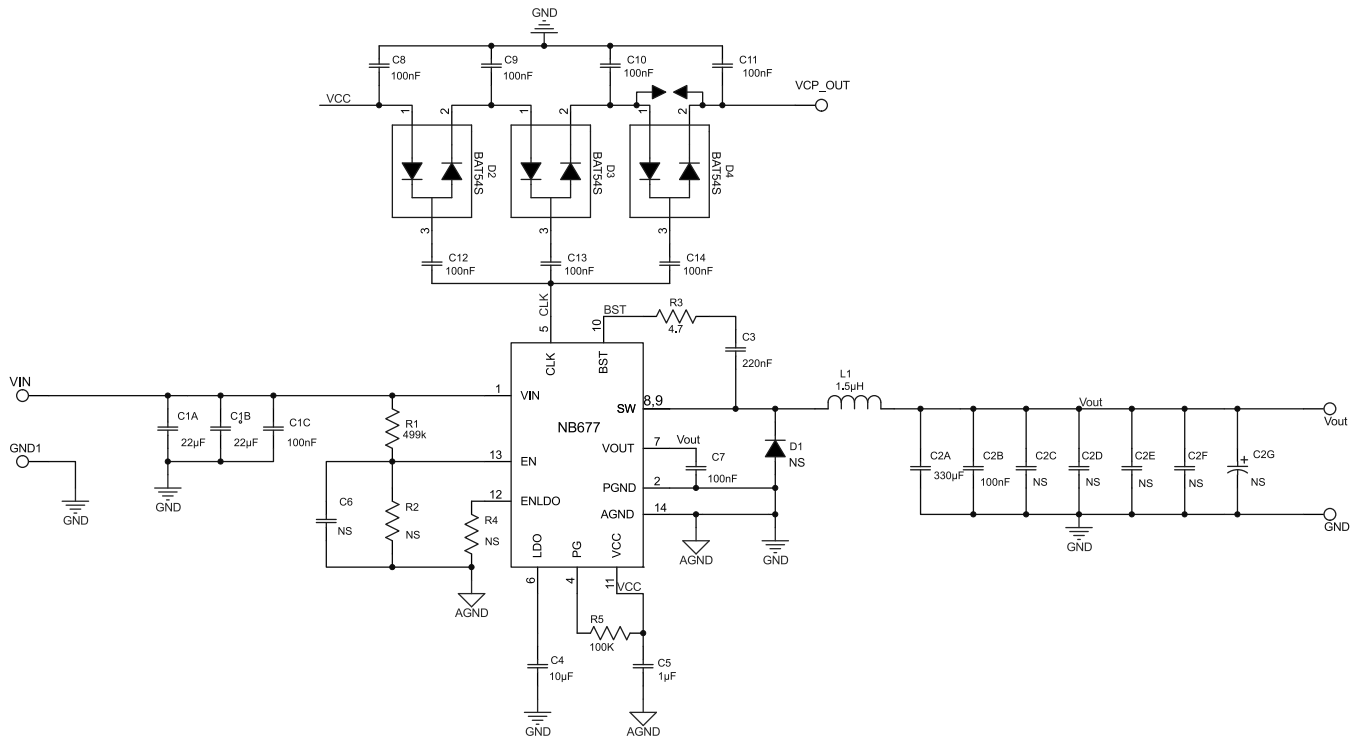 GND
C8
100nF
C9
100nF
C10
100nF
C11
100nF
VCP_OUT
VCC
1
2
1
2
1
2
D2
BAT54S
D3
BAT54S
D4
BAT54S
3
3
3
C12
100nF
C13
100nF
C14
100nF
CLK
5
BST
10
R3
4.7
C3
220nF
CLK
BST
VIN
1
VIN
C1A
22µF
C1B
22µF
C1C
100nF
R1
499k
GND1
GND
GND
13
EN
12
ENLDO
C6
NS
R2
NS
R4
NS
AGND
NB677
SW
8,9
VOUT
7
Vout
C7
100nF
PGND
2
AGND
14
D1
NS
AGND
GND
L1
1.5µH
Vout
Vout
C2A
330µF
C2B
100nF
C2C
NS
C2D
NS
C2E
NS
C2F
NS
+
C2G
NS
GND
GND
LDO
PG
VCC
6
4
11
VCC
R5
100K
C4
10µF
GND
C5
1µF
AGND